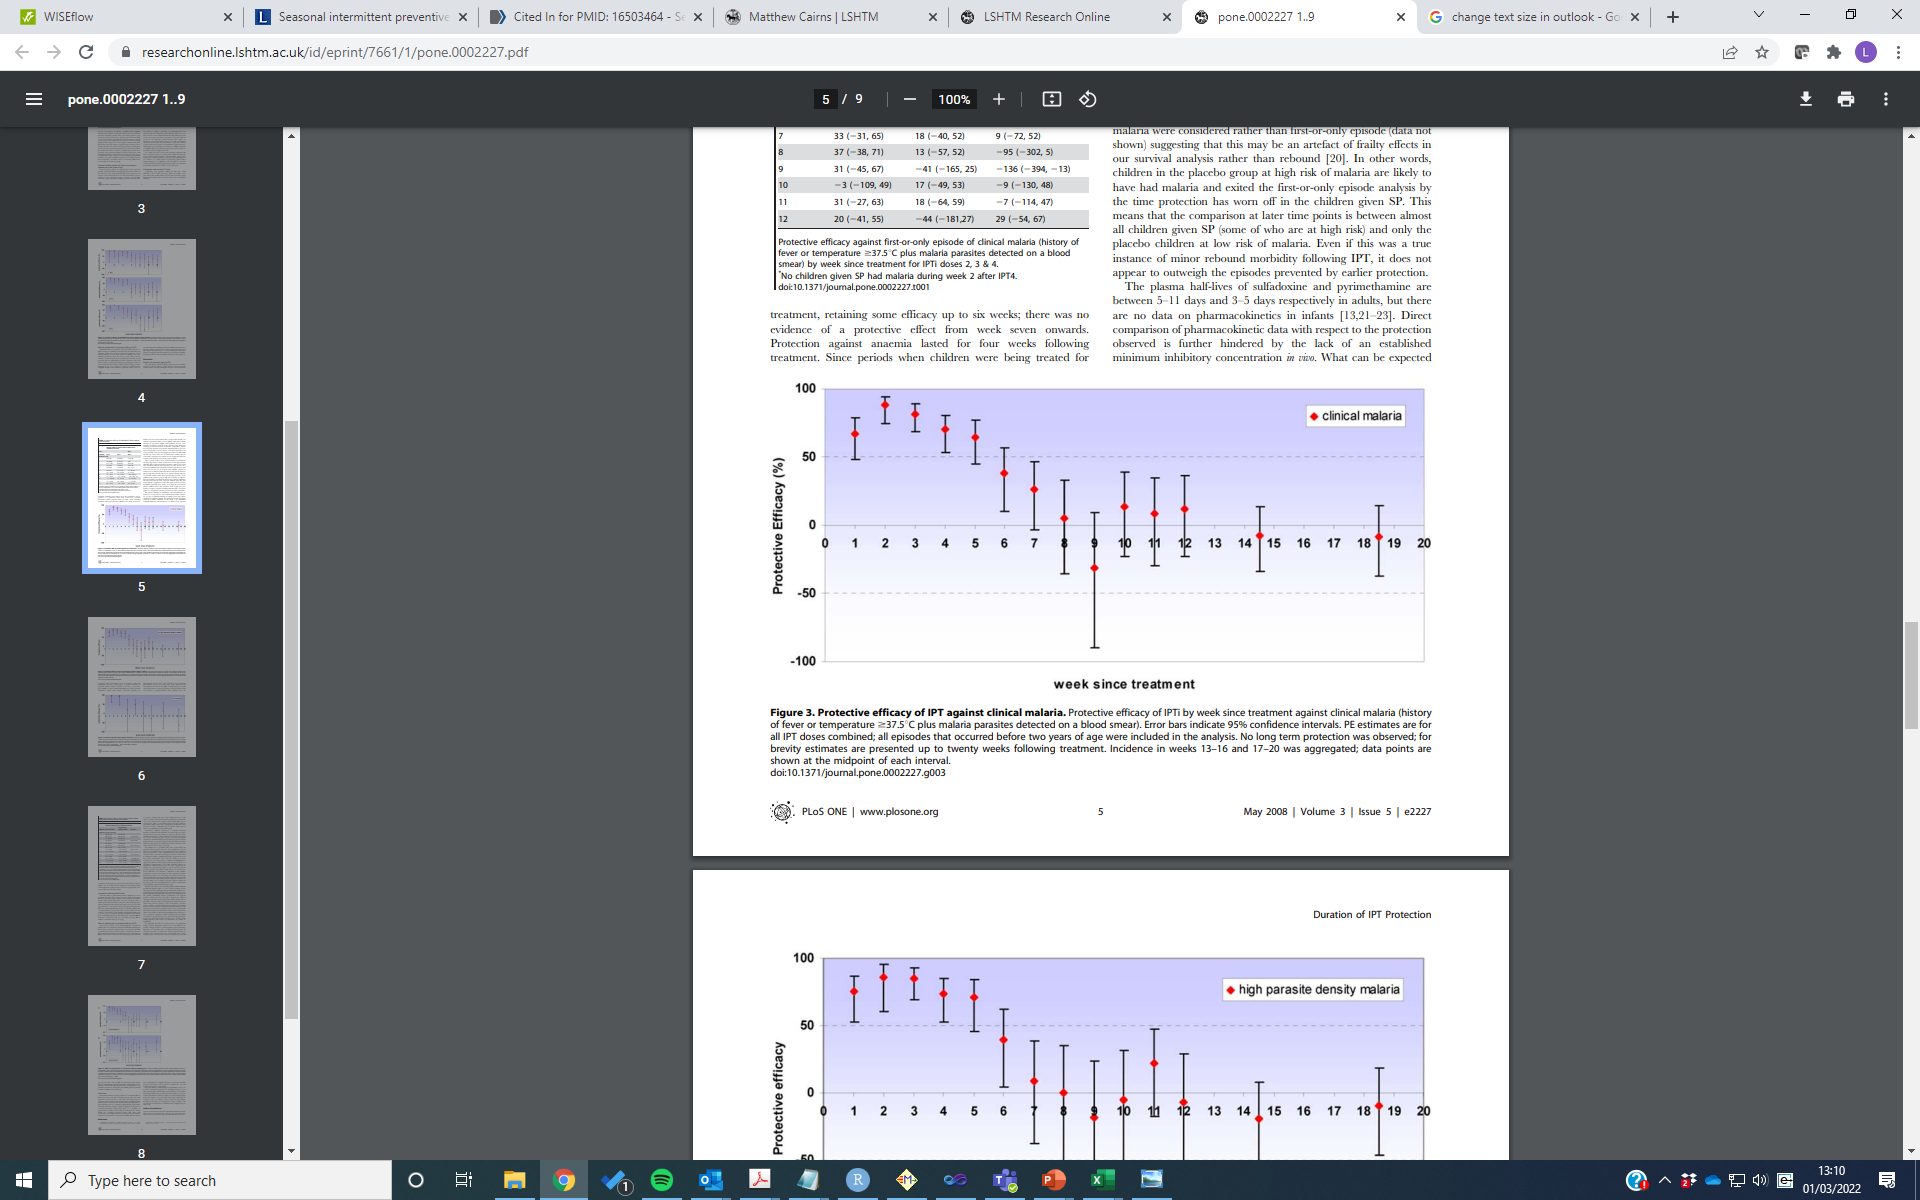 WISEflow
Seasonal intermittent preventive
Cited In for PMID: 16503464 - Se
Matthew Cairns | LSHTM
LSHTM Research Online
pone.0002227 1..9
change text size in outlook - Go
researchonline.lshtm.ac.uk/id/eprint/7661/1/pone.0002227.pdf
L
pone.0002227 1..9
5 / 9
100%
3
4
5
6
7
8
7 33 (−31, 65) 18 (−40, 52) 9 (−72, 52)
8 37 (−38, 71) 13 (−57, 52) −95 (−302, 5)
9 31 (−45, 67) −41 (−165, 25) −136 (−394, −13)
10 −3 (−109, 49) 17 (−49, 53) −9 (−130, 48)
11 31 (−27, 63) 18 (−64, 59) −7 (−114, 47)
12 20 (−41, 55) −44 (−181,27) 29 (−54, 67)
Protective efficacy against first-or-only episode of clinical malaria (history of
fever or temperature ≥37.5°C plus malaria parasites detected on a blood
smear) by week since treatment for IPTi doses 2, 3 & 4.
*No children given SP had malaria during week 2 after IPT4.
doi:10.1371/journal.pone.0002227.t001
treatment, retaining some efficacy up to six weeks; there was no
evidence of a protective effect from week seven onwards.
Protection against anaemia lasted for four weeks following
treatment. Since periods when children were being treated for
malaria were considered rather than first-or-only episode (data not
shown) suggesting that this may be an artefact of frailty effects in
our survival analysis rather than rebound [20]. In other words,
children in the placebo group at high risk of malaria are likely to
have had malaria and exited the first-or-only episode analysis by
the time protection has worn off in the children given SP. This
means that the comparison at later time points is between almost
all children given SP (some of who are at high risk) and only the
placebo children at low risk of malaria. Even if this was a true
instance of minor rebound morbidity following IPT, it does not
appear to outweigh the episodes prevented by earlier protection.
The plasma half-lives of sulfadoxine and pyrimethamine are
between 5–11 days and 3–5 days respectively in adults, but there
are no data on pharmacokinetics in infants [13,21–23]. Direct
comparison of pharmacokinetic data with respect to the protection
observed is further hindered by the lack of an established
minimum inhibitory concentration in vivo. What can be expected
100
50
0
-50
-100
Protective Efficacy (%)
clinical malaria
0 1 2 3 4 5 6 7 8 9 10 11 12 13 14 15 16 17 18 19 20
week since treatment
Figure 3. Protective efficacy of IPT against clinical malaria. Protective efficacy of IPTi by week since treatment against clinical malaria (history
of fever or temperature ≥37.5°C plus malaria parasites detected on a blood smear). Error bars indicate 95% confidence intervals. PE estimates are for
all IPT doses combined; all episodes that occurred before two years of age were included in the analysis. No long term protection was observed; for
brevity estimates are presented up to twenty weeks following treatment. Incidence in weeks 13–16 and 17–20 was aggregated; data points are
shown at the midpoint of each interval.
doi:10.1371/journal.pone.0002227.g003
PLoS ONE | www.plosone.org
5
May 2008 | Volume 3 | Issue 5 | e2227
Duration of IPT Protection
100
50
0
-50
Protective efficacy
high parasite density malaria
0 1 2 3 4 5 6 7 8 9 10 11 12 13 14 15 16 17 18 19 20
Type here to search
1
13:10
01/03/2022